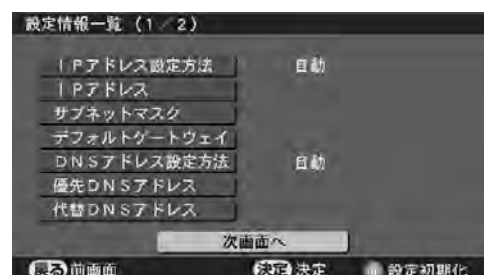 設定情報一覧（1／2）
IPアドレス設定方法 自動
IPアドレス
サブネットマスク
デフォルトゲートウェイ
DNSアドレス設定方法 自動
優先DNSアドレス
代替DNSアドレス
次画面へ
戻る 前画面 決定 決定 設定初期化